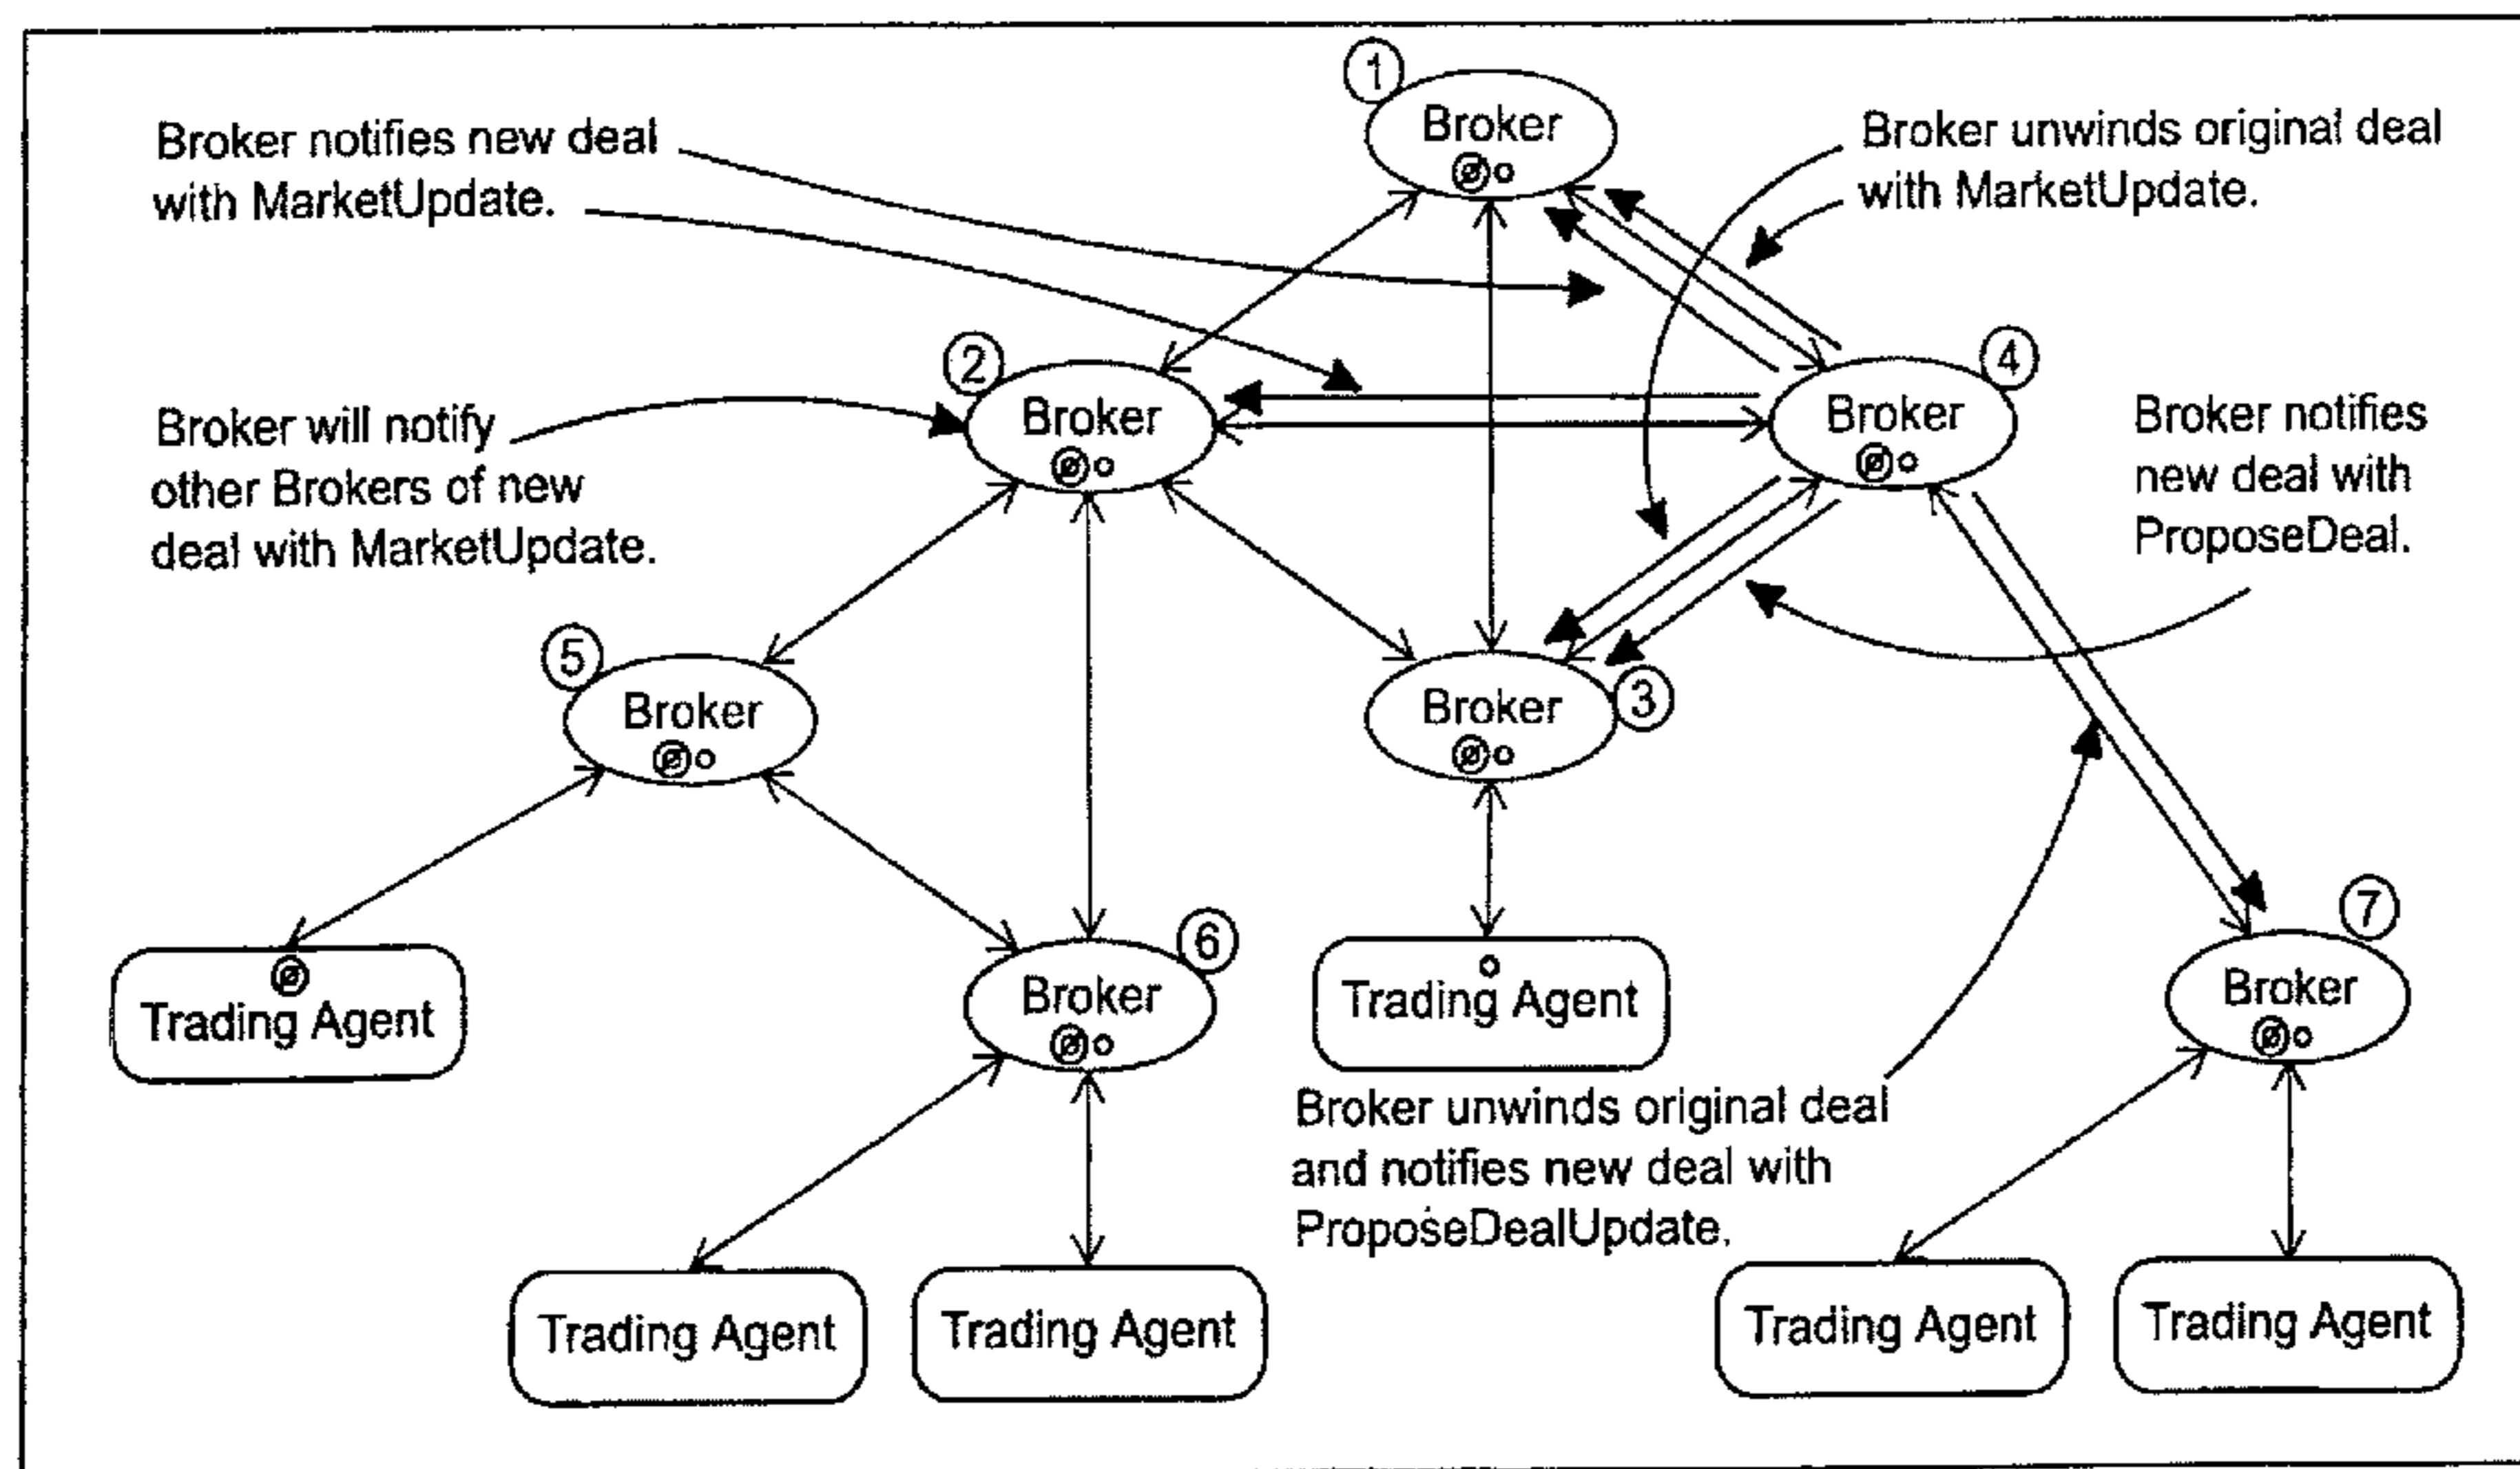 1
Broker
Broker notifies new deal
with MarketUpdate.
Broker unwinds original deal
with MarketUpdate.
2
Broker
4
Broker
Broker will notify
other Brokers of new
deal with MarketUpdate.
Broker notifies
new deal with
ProposeDeal.
5
Broker
Broker
3
6
Broker
7
Broker
Trading Agent
Trading Agent
Broker unwinds original deal
and notifies new deal with
ProposeDealUpdate.
Trading Agent
Trading Agent
Trading Agent
Trading Agent